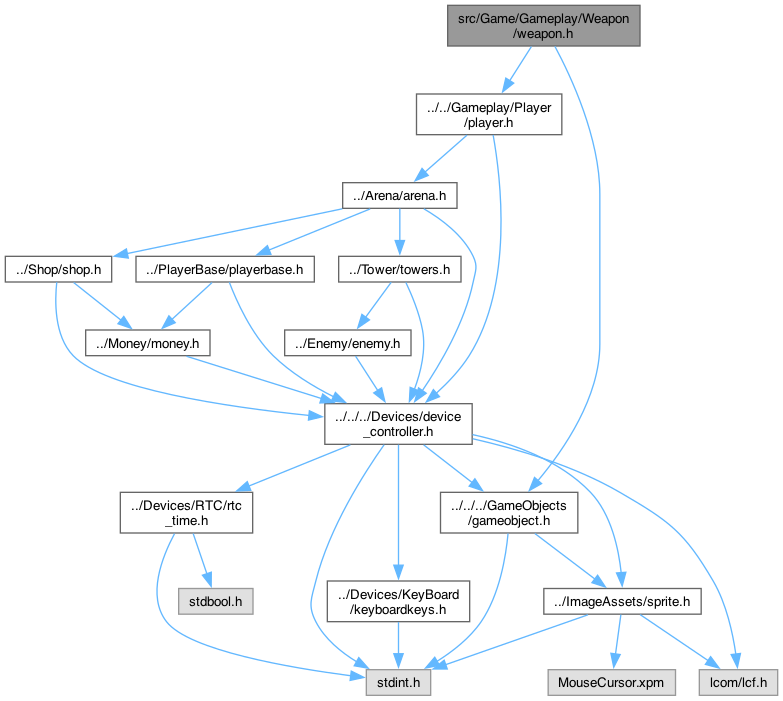 src/Game/Gameplay/Weapon
/weapon.h
../../Gameplay/Player
/player.h
../Arena/arena.h
../Shop/shop.h
../PlayerBase/playerbase.h
../Tower/towers.h
../Money/money.h
../Enemy/enemy.h
../../../Devices/device
_controller.h
../Devices/RTC/rtc
_time.h
../../../GameObjects
/gameobject.h
stdbool.h
../Devices/KeyBoard
/keyboardkeys.h
../ImageAssets/sprite.h
stdint.h
MouseCursor.xpm
lcom/lcf.h